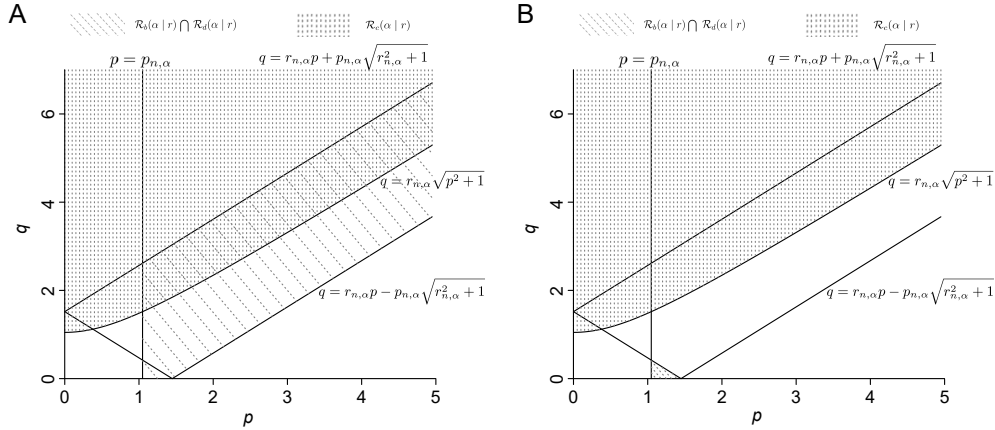 A
R_b(α | r) ⋂ R_d(α | r)
R_c(α | r)
p = p_{n,α}
q = r_{n,α}p + p_{n,α}√(r²_{n,α} + 1)
q = r_{n,α}√(p² + 1)
q = r_{n,α}p − p_{n,α}√(r²_{n,α} + 1)
6
4
2
0
q
0 1 2 3 4 5
p
B
R_b(α | r) ⋂ R_d(α | r)
R_c(α | r)
p = p_{n,α}
q = r_{n,α}p + p_{n,α}√(r²_{n,α} + 1)
q = r_{n,α}√(p² + 1)
q = r_{n,α}p − p_{n,α}√(r²_{n,α} + 1)
6
4
2
0
q
0 1 2 3 4 5
p